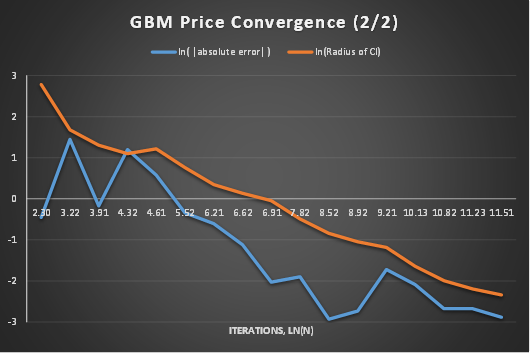 GBM Price Convergence (2/2)
ln( |absolute error| ) ln(Radius of CI)
3
2
1
0
2.30 3.22 3.91 4.32 4.61 5.52 6.21 6.62 6.91 7.82 8.52 8.92 9.21 10.13 10.82 11.23 11.51
-1
-2
-3
ITERATIONS, LN(N)